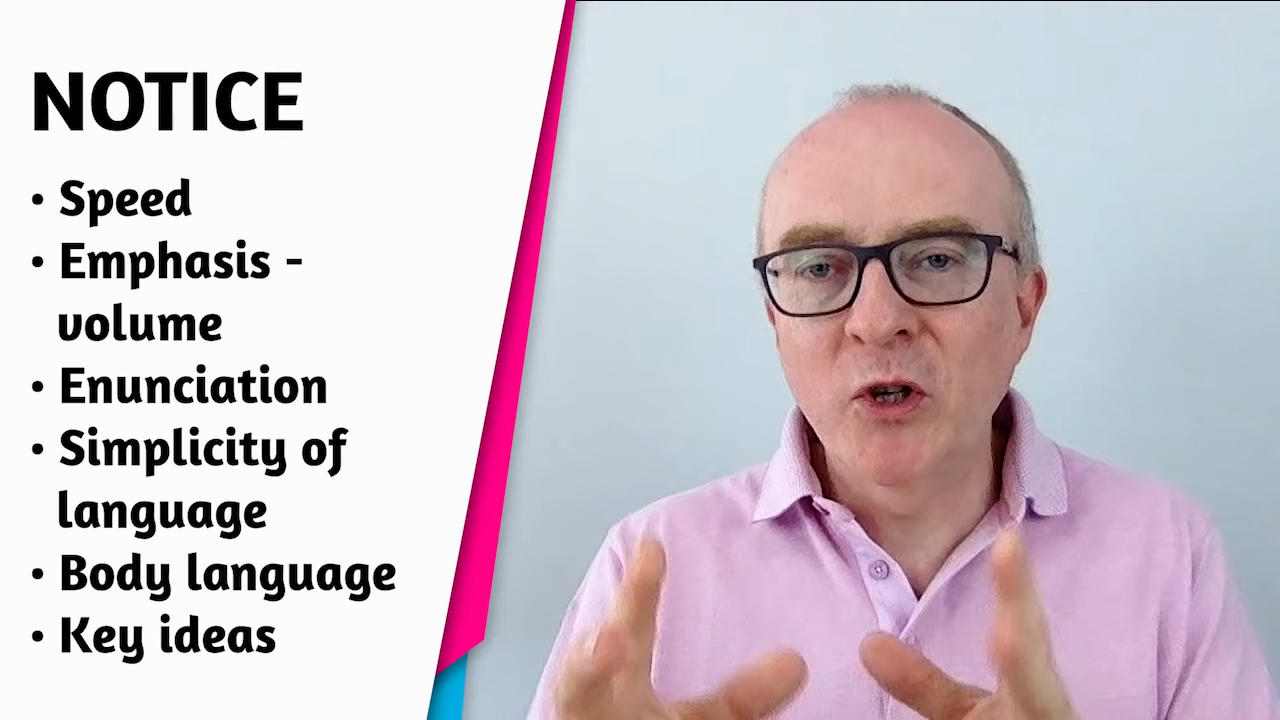 NOTICE
• Speed
• Emphasis -
volume
• Enunciation
• Simplicity of
language
• Body language
• Key ideas